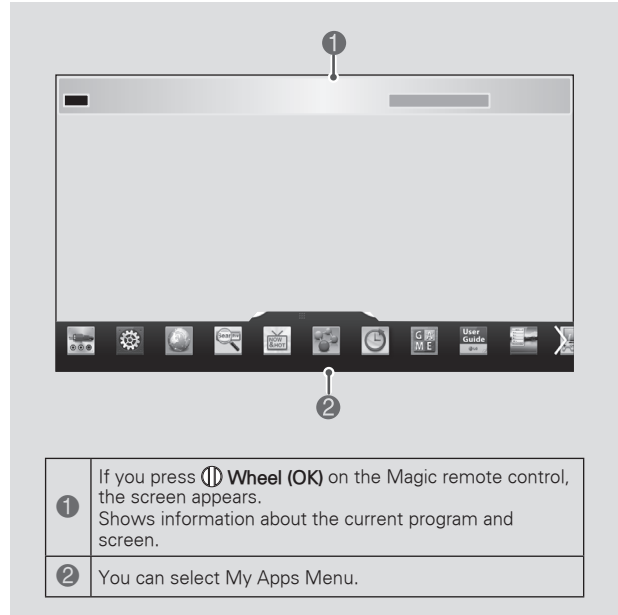 1
Search
NOW
&HOT
G
M E
User
Guide
2
1
If you press Wheel (OK) on the Magic remote control,
the screen appears.
Shows information about the current program and
screen.
2
You can select My Apps Menu.